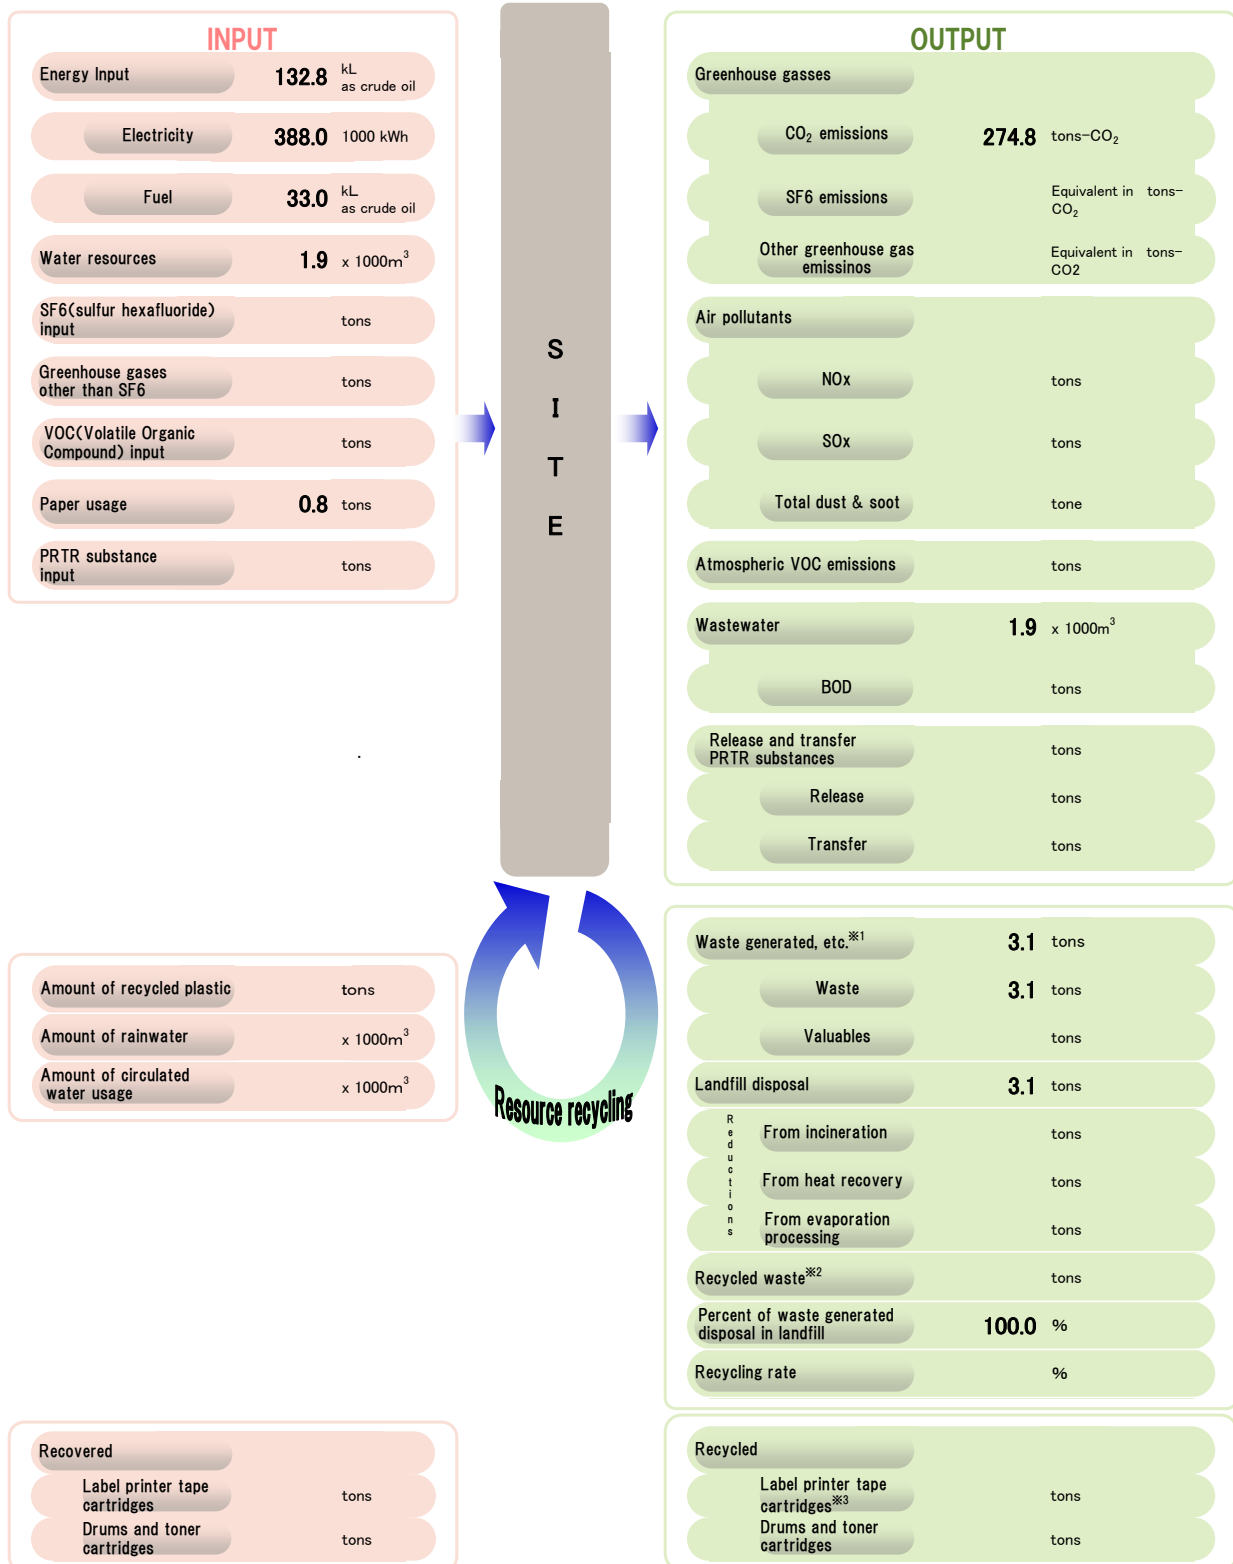 INPUT
Energy Input 132.8 kL
as crude oil
Electricity 388.0 1000 kWh
Fuel 33.0 kL
as crude oil
Water resources 1.9 x 1000m³
SF6(sulfur hexafluoride)
input tons
Greenhouse gases
other than SF6 tons
VOC(Volatile Organic
Compound) input tons
Paper usage 0.8 tons
PRTR substance
input tons
SITE
OUTPUT
Greenhouse gasses
CO₂ emissions 274.8 tons-CO₂
SF6 emissions Equivalent in tons-
CO₂
Other greenhouse gas
emissinos Equivalent in tons-
CO2
Air pollutants
NOx tons
SOx tons
Total dust & soot tone
Atmospheric VOC emissions tons
Wastewater 1.9 x 1000m³
BOD tons
Release and transfer
PRTR substances tons
Release tons
Transfer tons
Amount of recycled plastic tons
Amount of rainwater x 1000m³
Amount of circulated
water usage x 1000m³
Resource recycling
Waste generated, etc.※1 3.1 tons
Waste 3.1 tons
Valuables tons
Landfill disposal 3.1 tons
Reductions
From incineration tons
From heat recovery tons
From evaporation
processing tons
Recycled waste※2 tons
Percent of waste generated
disposal in landfill 100.0 %
Recycling rate %
Recovered
Label printer tape
cartridges tons
Drums and toner
cartridges tons
Recycled
Label printer tape
cartridges※3 tons
Drums and toner
cartridges tons